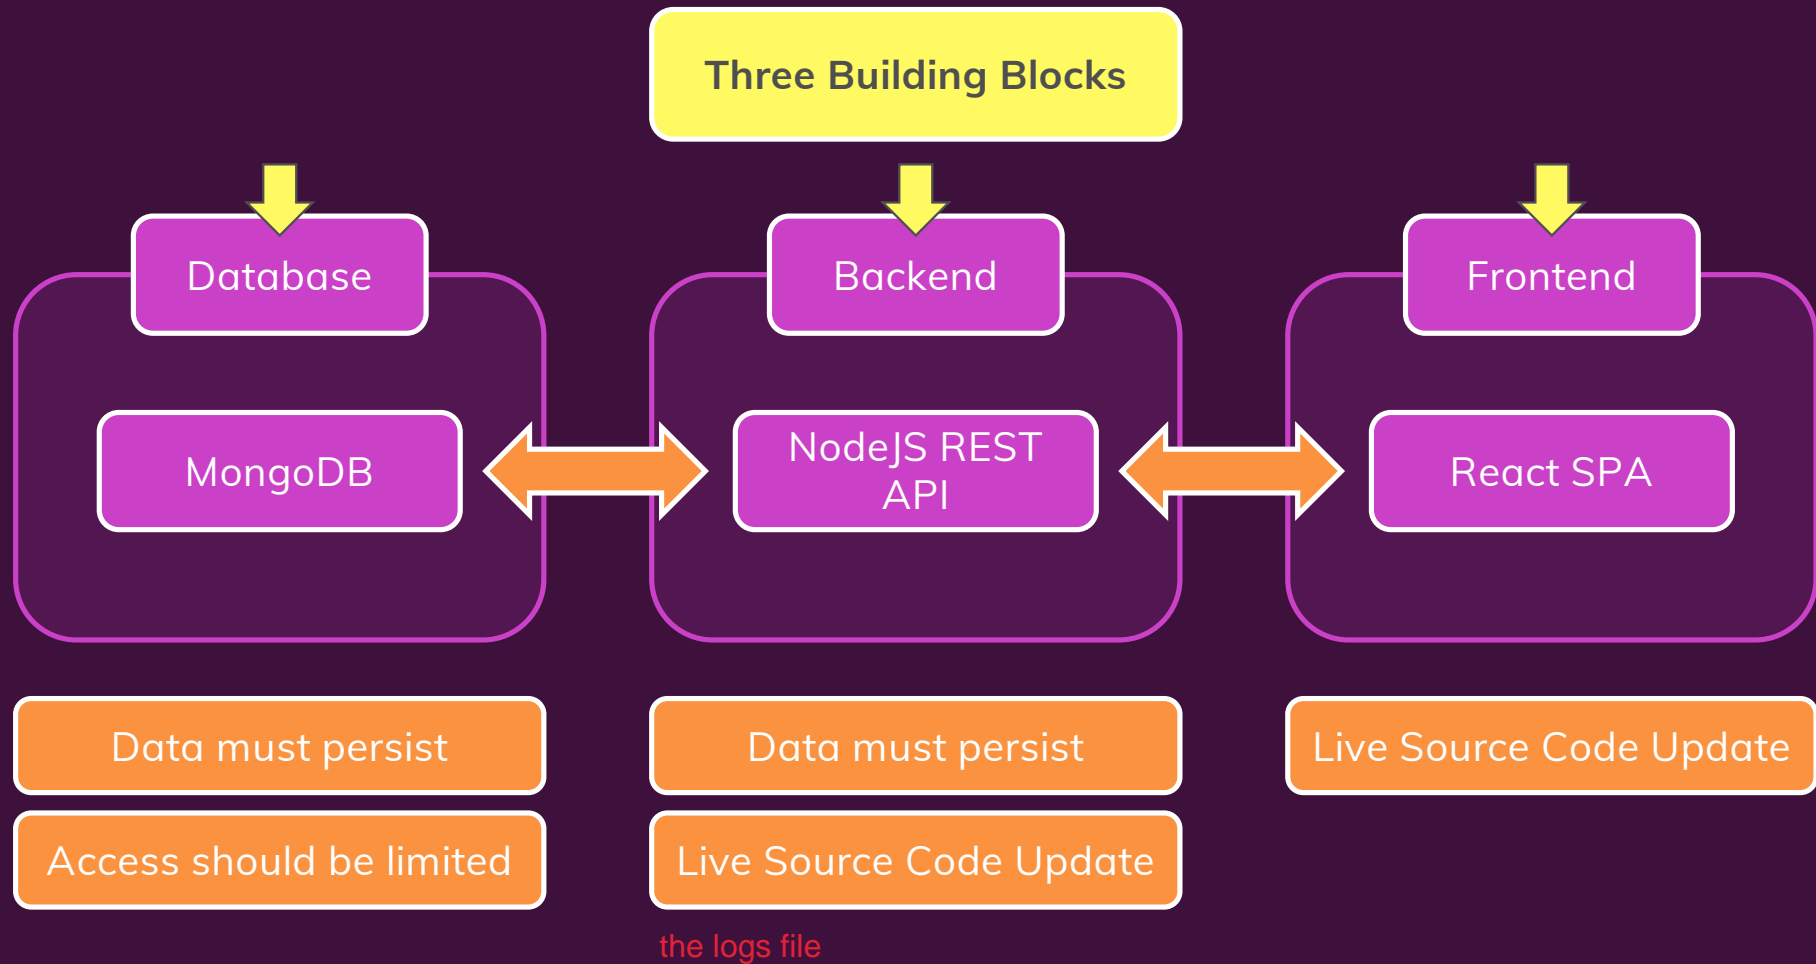 Three Building Blocks
Database
Backend
Frontend
MongoDB
NodeJS REST
API
React SPA
Data must persist
Data must persist
Live Source Code Update
Access should be limited
Live Source Code Update
the logs file